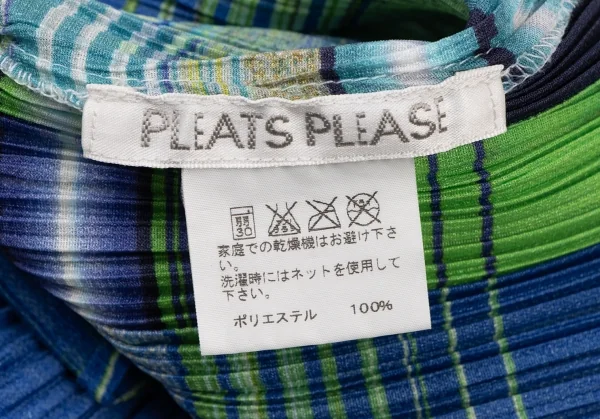 PLEATS PLEASE
家庭での乾燥機はお避け下さ
い。
洗濯時にはネットを使用して
下さい。
ポリエステル 100%